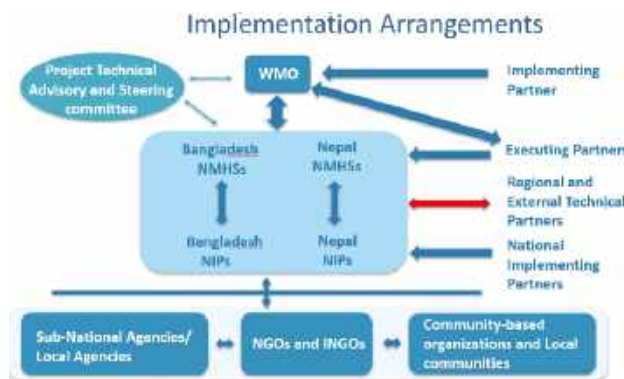 Implementation Arrangements
Project Technical
Advisory and Steering
committee
WMO
Implementing
Partner
Bangladesh
NMHSs
Nepal
NMHSs
Executing Partners
Regional and
External Technical
Partners
Bangladesh
NIPs
Nepal
NIPs
National
Implementing
Partners
Sub-National Agencies/
Local Agencies
NGOs and INGOs
Community-based
organizations and Local
communities